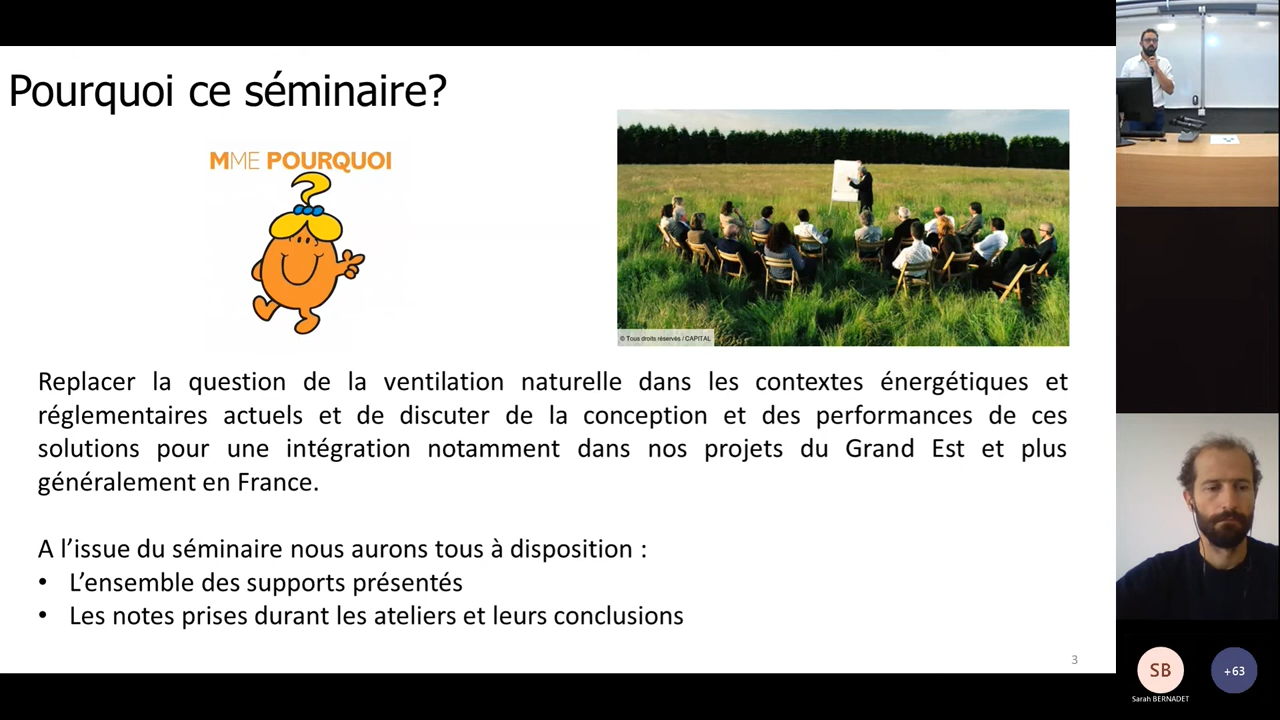 Pourquoi ce séminaire?
MME POURQUOI
© Tous droits réservés / CAPITAL
Replacer la question de la ventilation naturelle dans les contextes énergétiques et
réglementaires actuels et de discuter de la conception et des performances de ces
solutions pour une intégration notamment dans nos projets du Grand Est et plus
généralement en France.
A l’issue du séminaire nous aurons tous à disposition :
• L’ensemble des supports présentés
• Les notes prises durant les ateliers et leurs conclusions
3
SB
+63
Sarah BERNADET